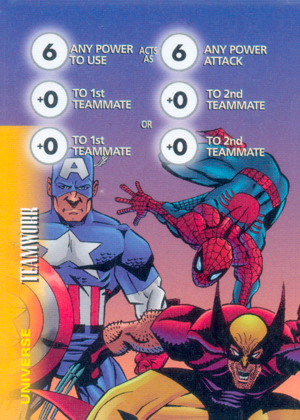 6 ANY POWER TO USE ACTS AS 6 ANY POWER ATTACK
+0 TO 1st TEAMMATE +0 TO 2nd TEAMMATE
OR
+0 TO 1st TEAMMATE +0 TO 2nd TEAMMATE
TEAMWORK
UNIVERSE